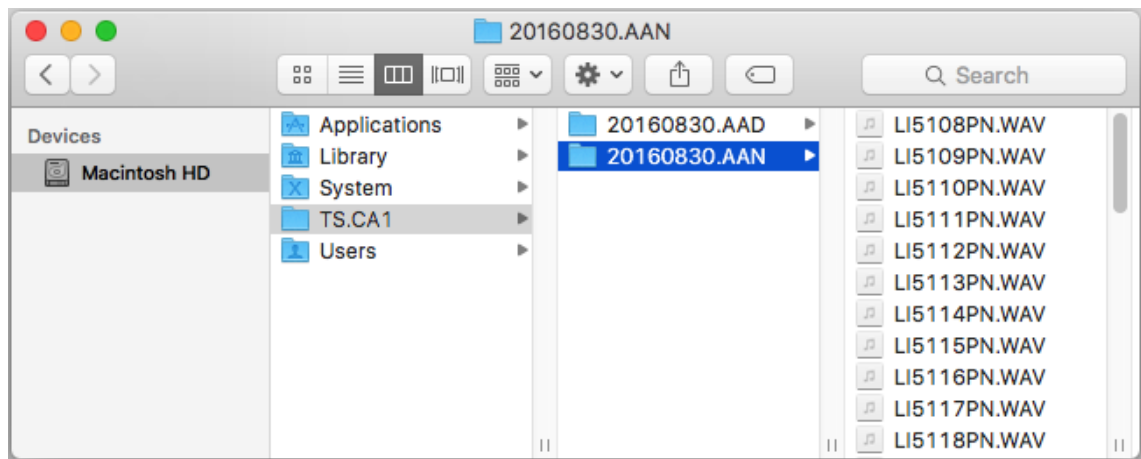 20160830.AAN
Search
Devices
Macintosh HD
Applications
Library
System
TS.CA1
Users
20160830.AAD
20160830.AAN
LI5108PN.WAV
LI5109PN.WAV
LI5110PN.WAV
LI5111PN.WAV
LI5112PN.WAV
LI5113PN.WAV
LI5114PN.WAV
LI5115PN.WAV
LI5116PN.WAV
LI5117PN.WAV
LI5118PN.WAV